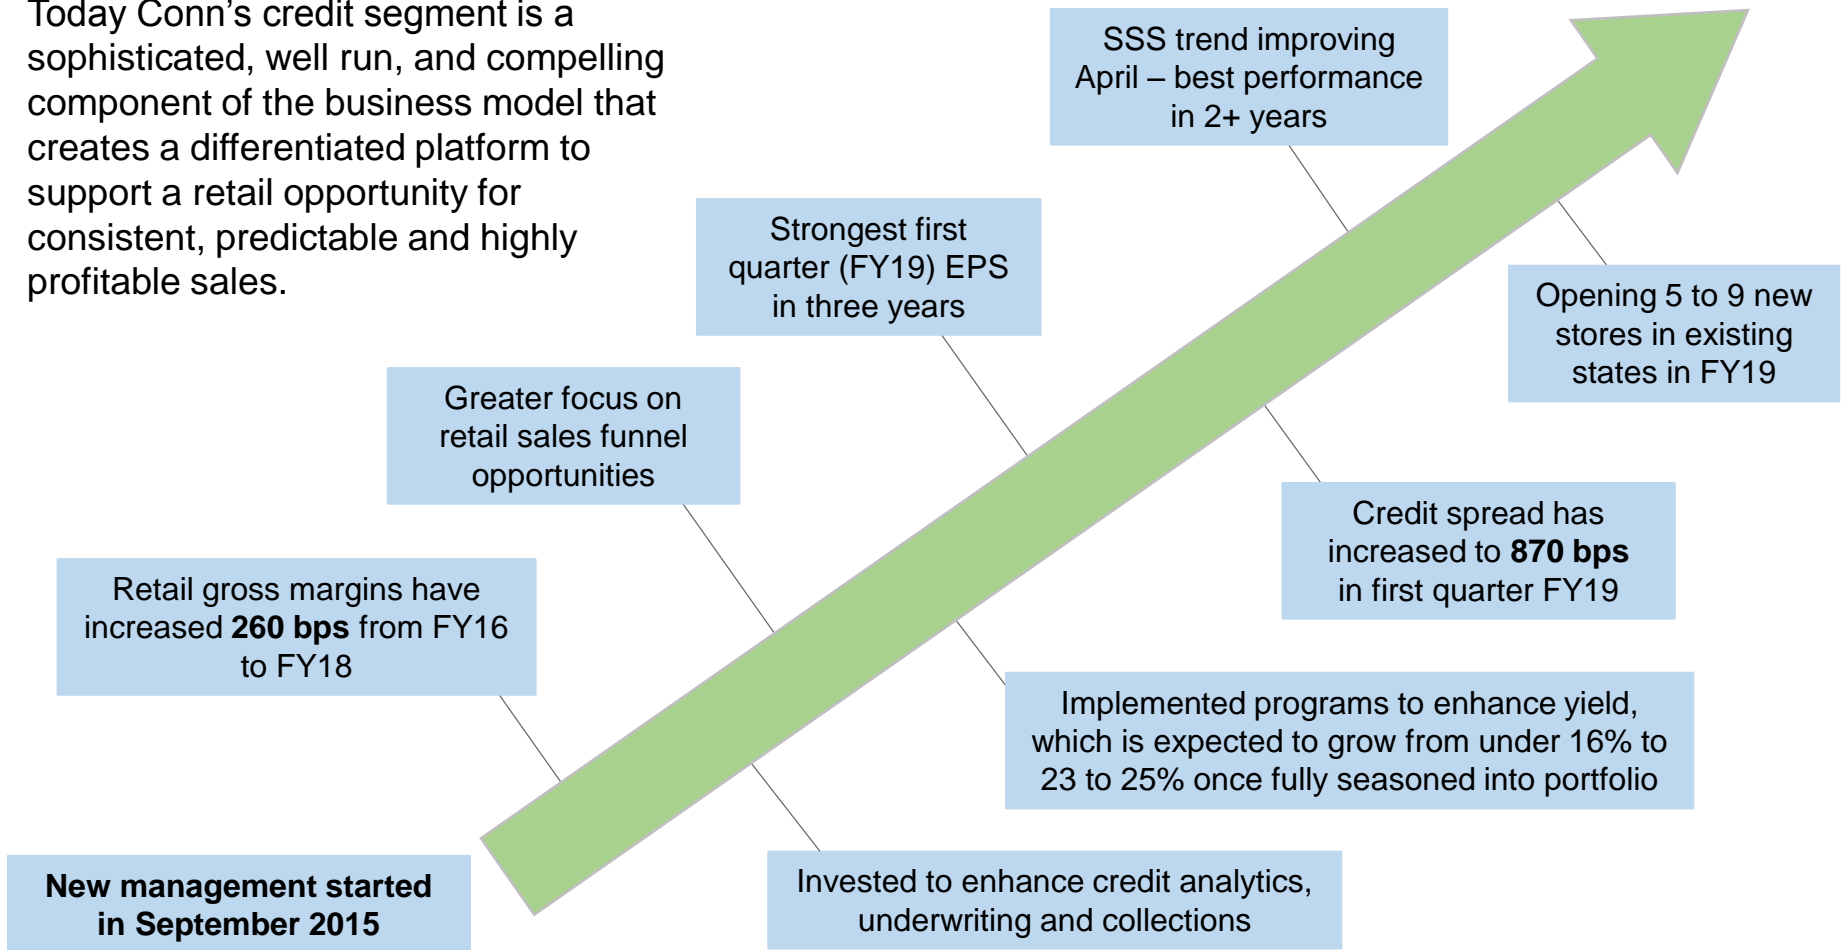 Today Conn’s credit segment is a
sophisticated, well run, and compelling
component of the business model that
creates a differentiated platform to
support a retail opportunity for
consistent, predictable and highly
profitable sales.
SSS trend improving
April – best performance
in 2+ years
Strongest first
quarter (FY19) EPS
in three years
Opening 5 to 9 new
stores in existing
states in FY19
Greater focus on
retail sales funnel
opportunities
Credit spread has
increased to 870 bps
in first quarter FY19
Retail gross margins have
increased 260 bps from FY16
to FY18
Implemented programs to enhance yield,
which is expected to grow from under 16% to
23 to 25% once fully seasoned into portfolio
New management started
in September 2015
Invested to enhance credit analytics,
underwriting and collections